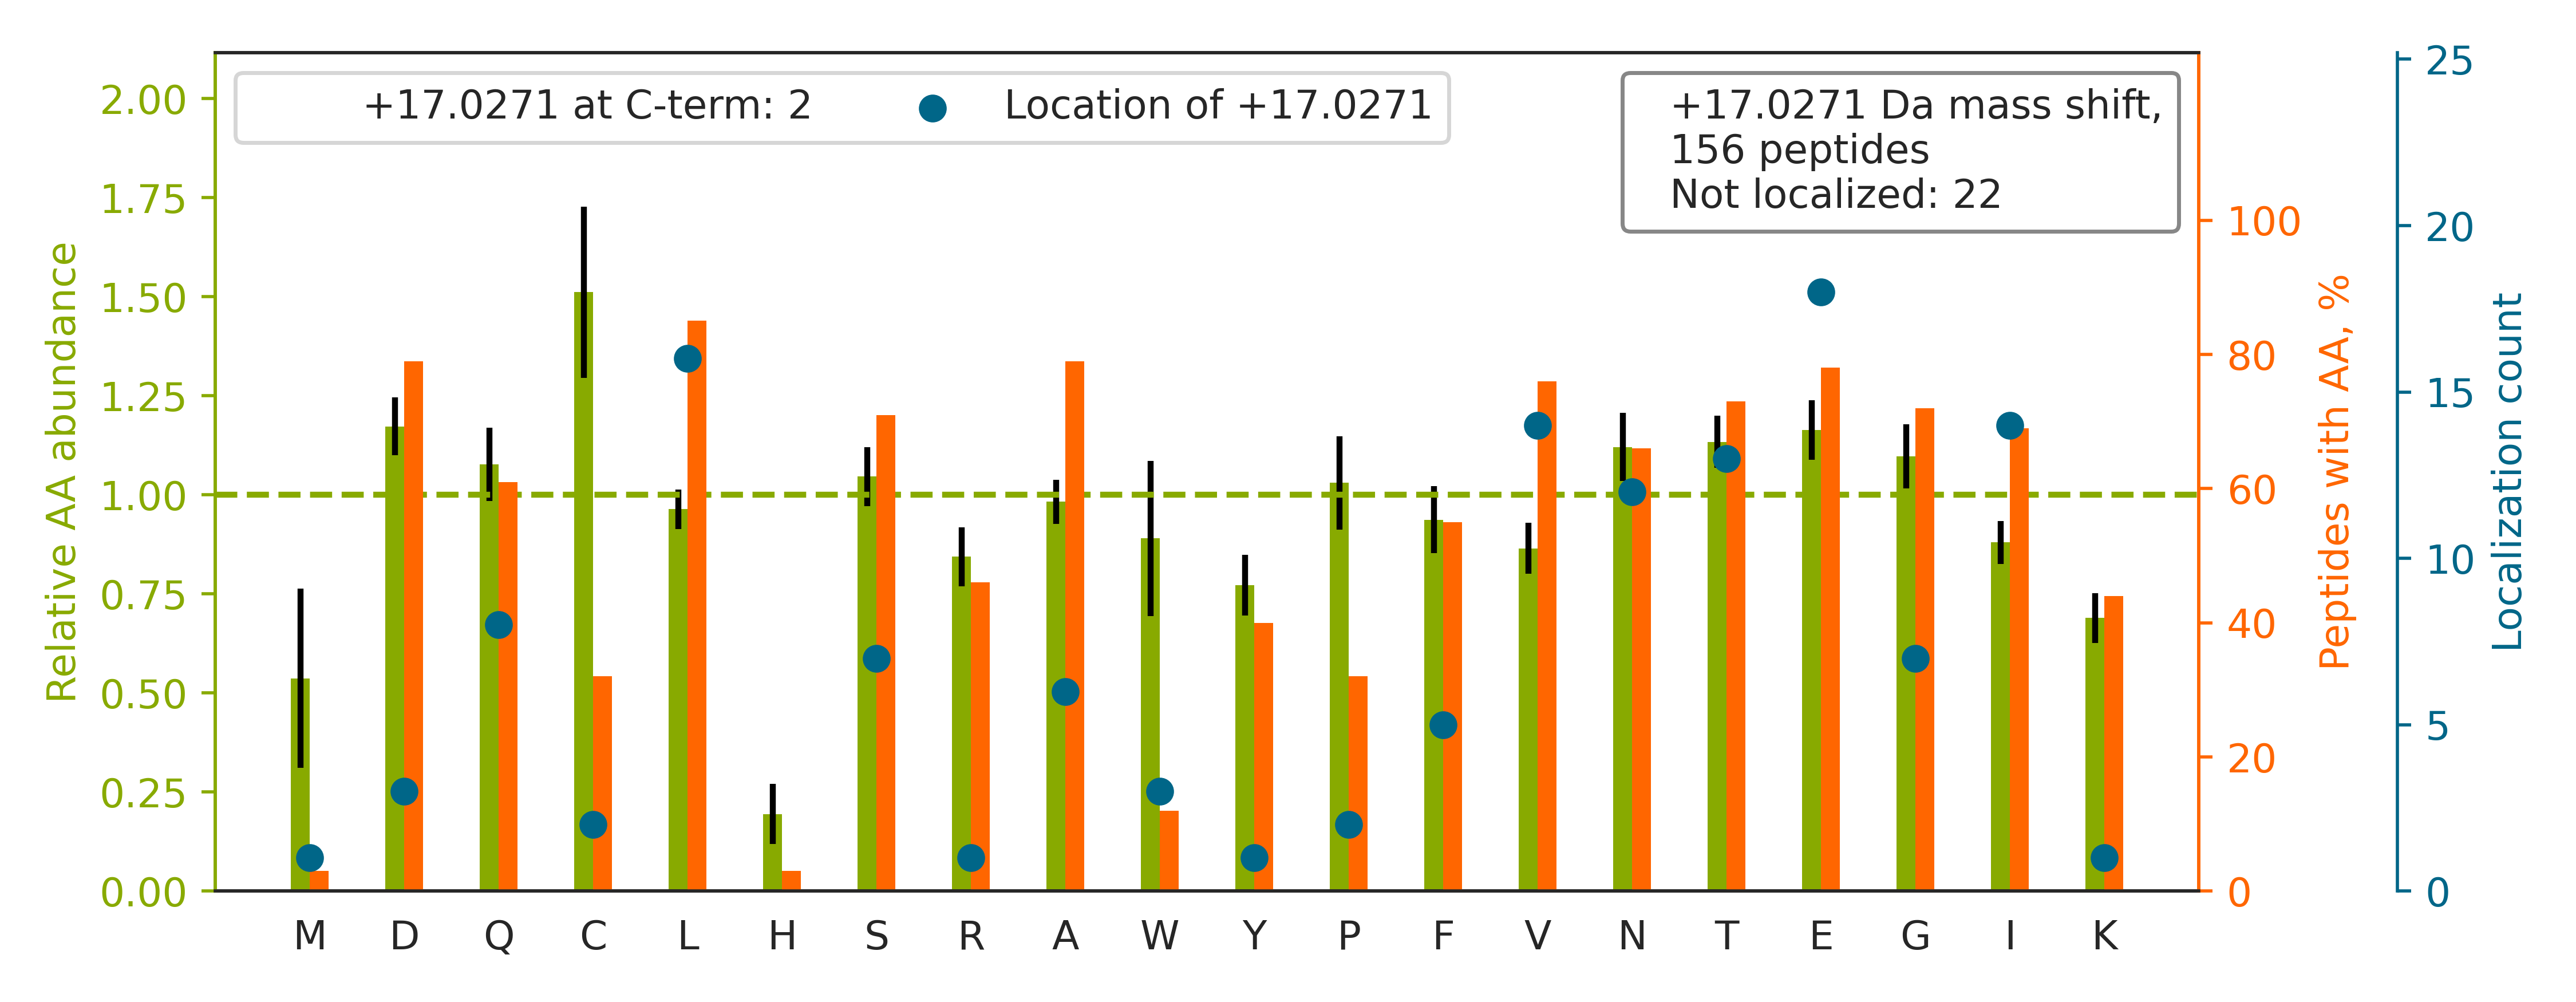 +17.0271 at C-term: 2
Location of +17.0271
+17.0271 Da mass shift,
156 peptides
Not localized: 22
Relative AA abundance
2.00
1.75
1.50
1.25
1.00
0.75
0.50
0.25
0.00
Peptides with AA, %
100
80
60
40
20
0
Localization count
25
20
15
10
5
0
M D Q C L H S R A W Y P F V N T E G I K